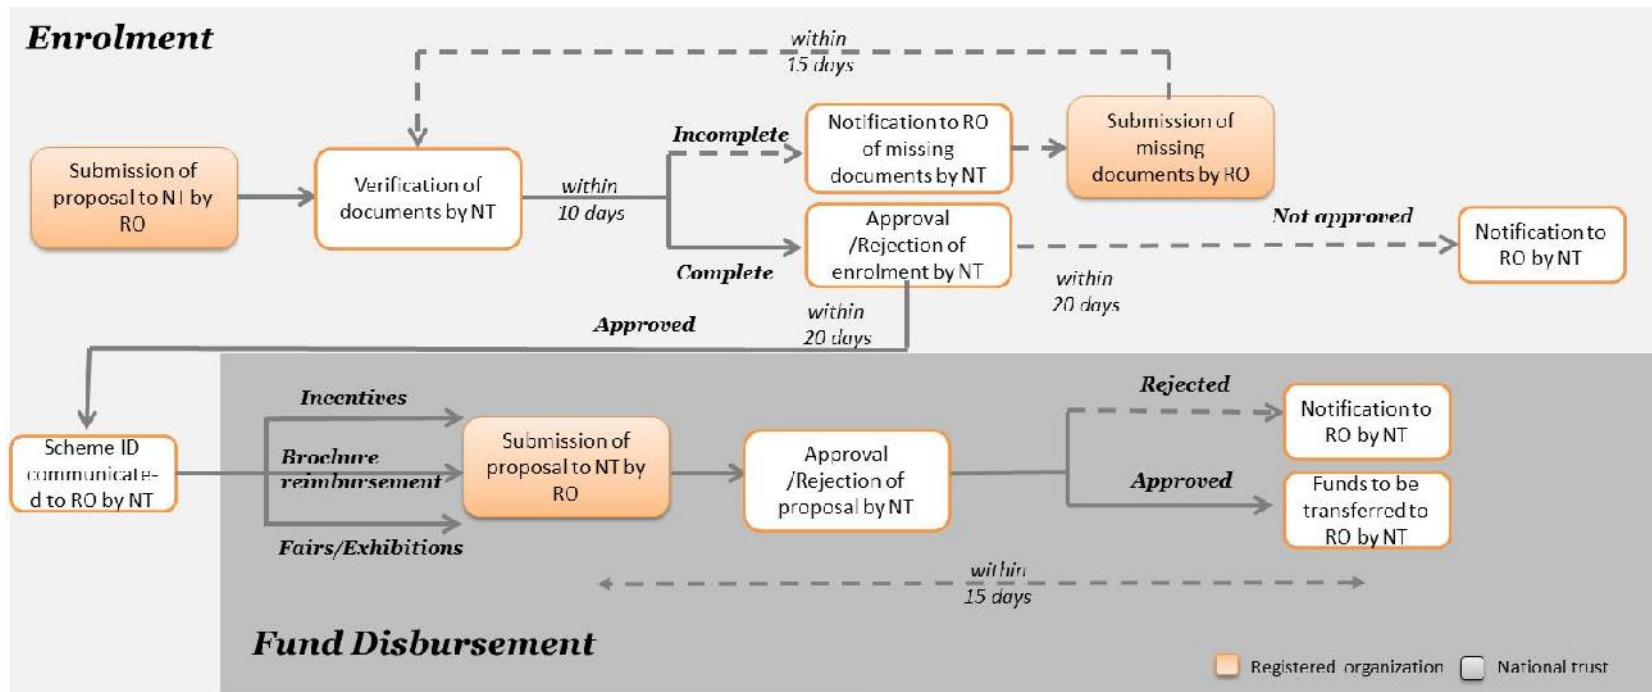 Enrolment
within
15 days
Submission of
proposal to NT by
RO
Verification of
documents by NT
within
10 days
Incomplete
Notification to RO
of missing
documents by NT
Submission of
missing
documents by RO
Complete
Approval
/Rejection of
enrolment by NT
Not approved
within
20 days
Notification to
RO by NT
Approved
within
20 days
Scheme ID
communicate-
d to RO by NT
Incentives
Brochure
reimbursement
Fairs/Exhibitions
Submission of
proposal to NT by
RO
Approval
/Rejection of
proposal by NT
Rejected
Notification to
RO by NT
Approved
Funds to be
transferred to
RO by NT
within
15 days
Fund Disbursement
Registered organization
National trust